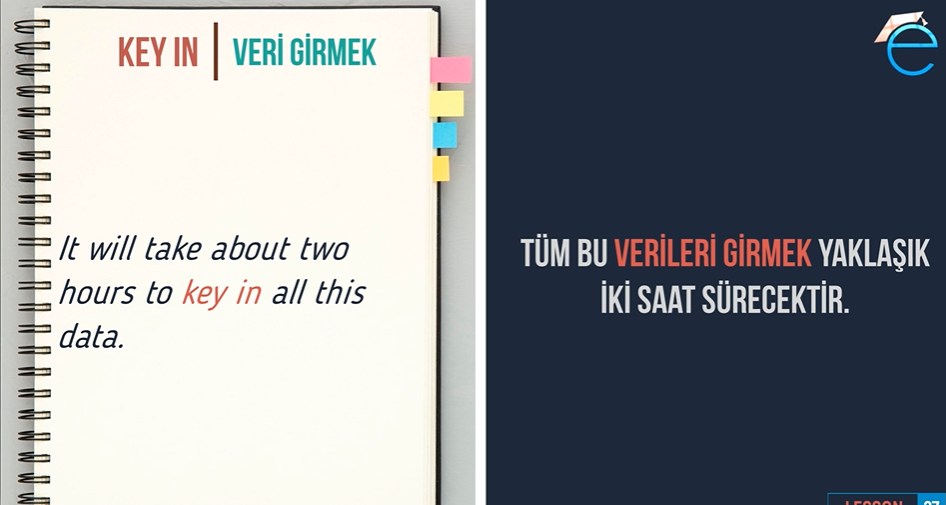 KEY IN | VERİ GİRMEK
It will take about two
hours to key in all this
data.
e
TÜM BU VERİLERİ GİRMEK YAKLAŞIK
İKİ SAAT SÜRECEKTİR.